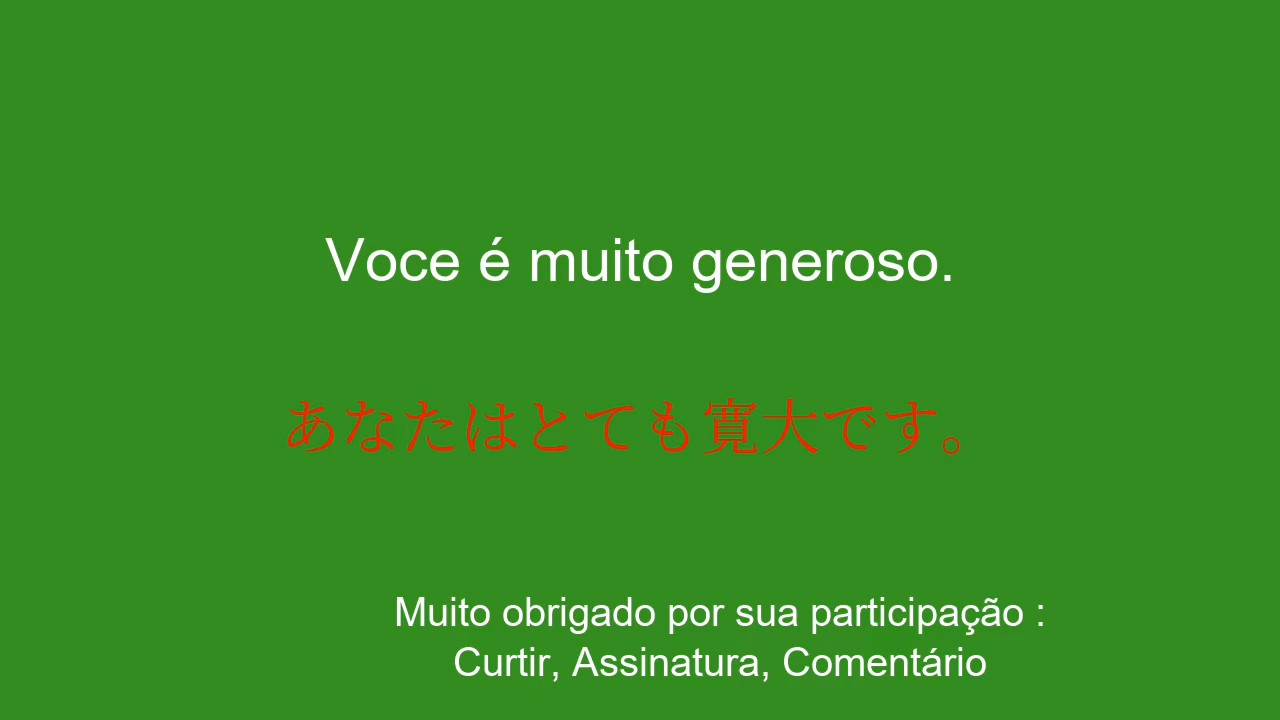 Voce é muito generoso.
あなたはとても寛大です。
Muito obrigado por sua participação :
Curtir, Assinatura, Comentário